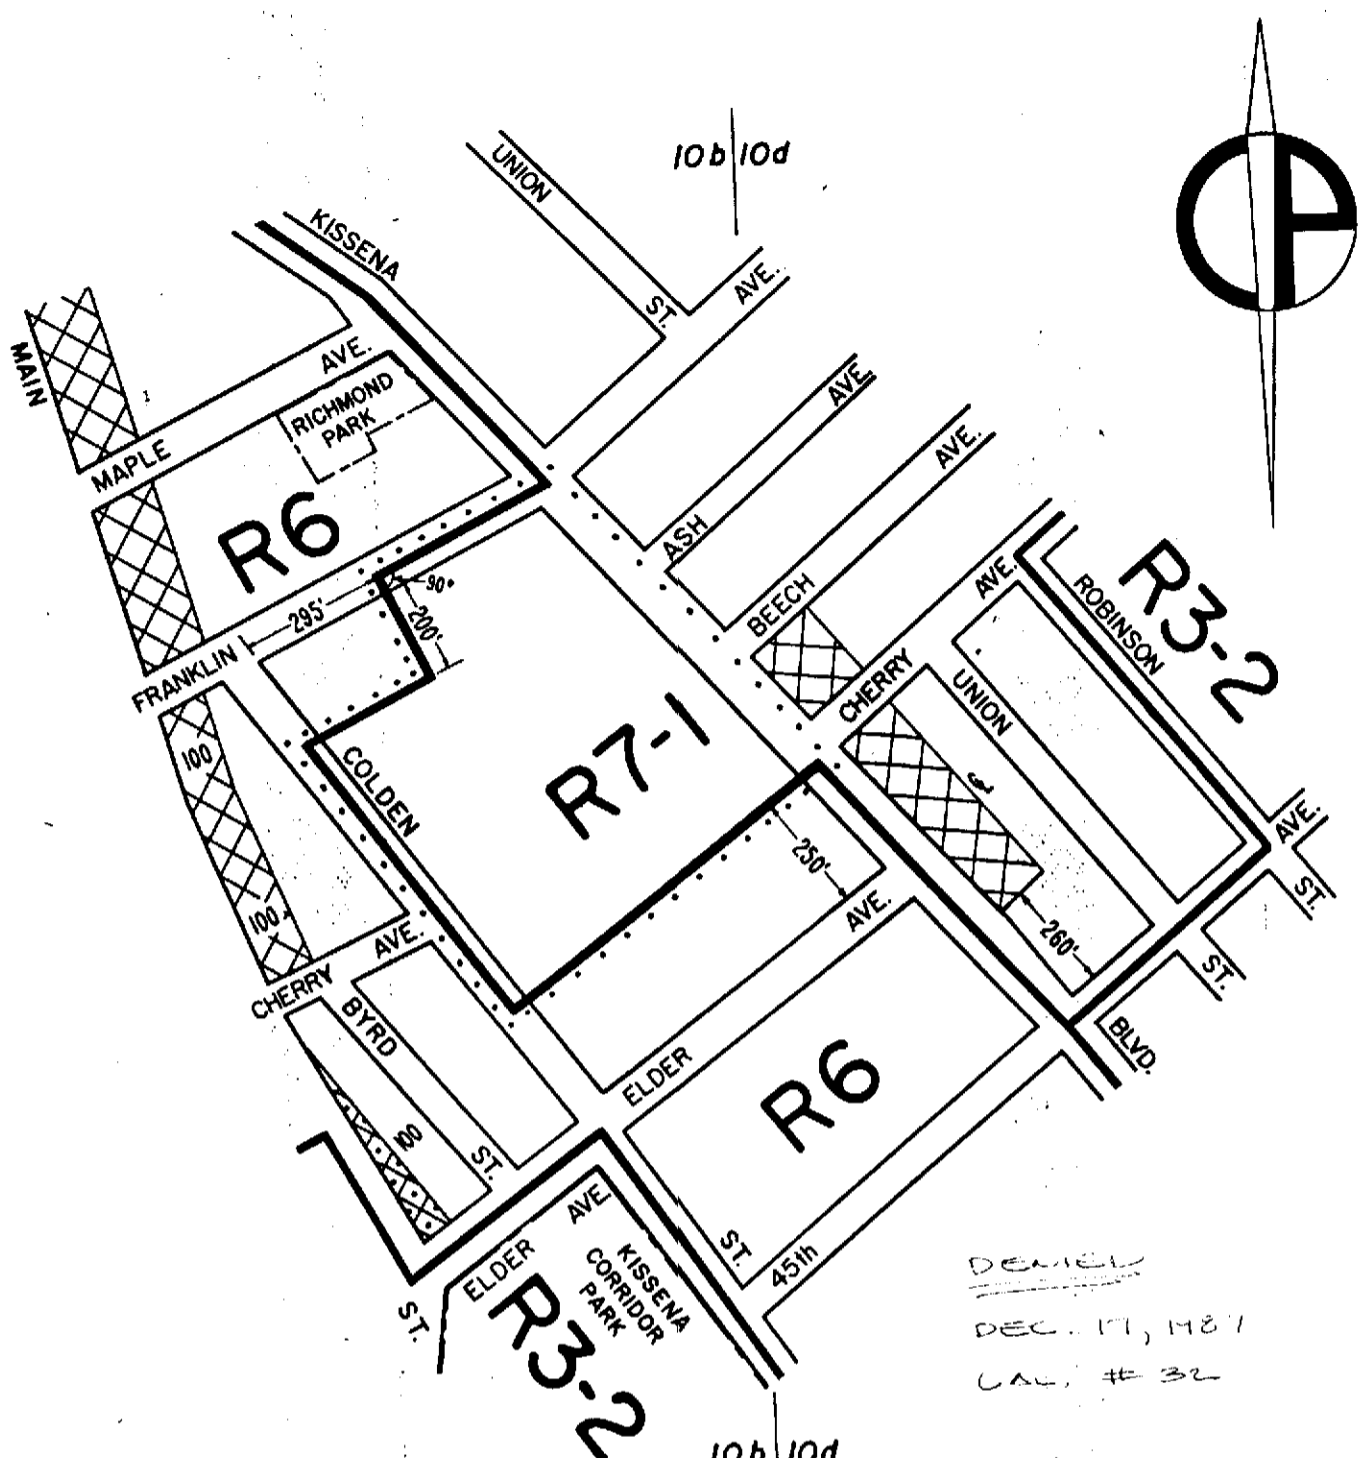 10b 10d
UNION
ST.
AVE.
KISSENA
MAIN
MAPLE
AVE.
RICHMOND
PARK
R6
ASH
AVE.
BEECH
AVE.
CHERRY
AVE.
ROBINSON
R3-2
FRANKLIN
295'
90°
200'
100
100
COLDEN
R7-1
UNION
250'
260'
AVE.
ST.
ST.
BLVD.
CHERRY
AVE.
BYRD
ST.
100
ELDER
AVE.
R6
45th
ST.
ELDER
AVE.
KISSENA
CORRIDOR
PARK
R3-2
ST.
DENIED
DEC. 17, 1987
CAL. # 32
10b 10d